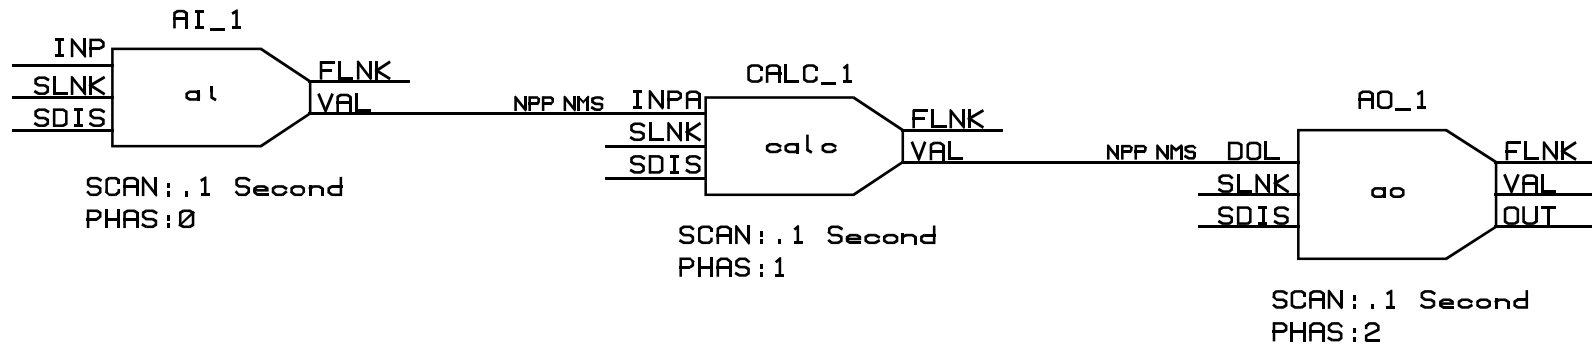 AI_1
INP
SLNK
SDIS
ai
FLNK
VAL
SCAN:.1 Second
PHAS:0
CALC_1
NPP NMS
INPA
SLNK
SDIS
calc
FLNK
VAL
SCAN:.1 Second
PHAS:1
AO_1
NPP NMS
DOL
SLNK
SDIS
ao
FLNK
VAL
OUT
SCAN:.1 Second
PHAS:2